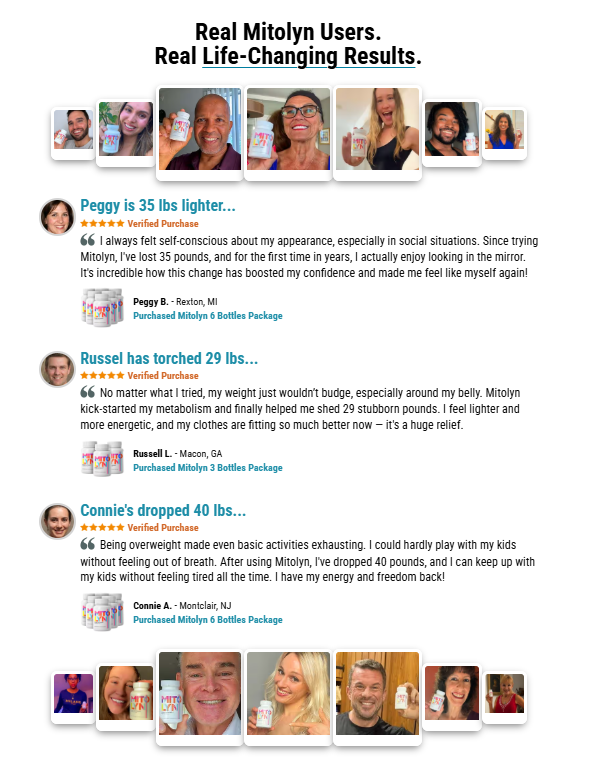 Real Mitolyn Users.
Real Life-Changing Results.
Peggy is 35 lbs lighter...
Verified Purchase
“ I always felt self-conscious about my appearance, especially in social situations. Since trying
Mitolyn, I've lost 35 pounds, and for the first time in years, I actually enjoy looking in the mirror.
It's incredible how this change has boosted my confidence and made me feel like myself again!
Peggy B. - Rexton, MI
Purchased Mitolyn 6 Bottles Package
Russel has torched 29 lbs...
Verified Purchase
“ No matter what I tried, my weight just wouldn’t budge, especially around my belly. Mitolyn
kick-started my metabolism and finally helped me shed 29 stubborn pounds. I feel lighter and
more energetic, and my clothes are fitting so much better now — it's a huge relief.
Russell L. - Macon, GA
Purchased Mitolyn 3 Bottles Package
Connie's dropped 40 lbs...
Verified Purchase
“ Being overweight made even basic activities exhausting. I could hardly play with my kids
without feeling out of breath. After using Mitolyn, I've dropped 40 pounds, and I can keep up with
my kids without feeling tired all the time. I have my energy and freedom back!
Connie A. - Montclair, NJ
Purchased Mitolyn 6 Bottles Package